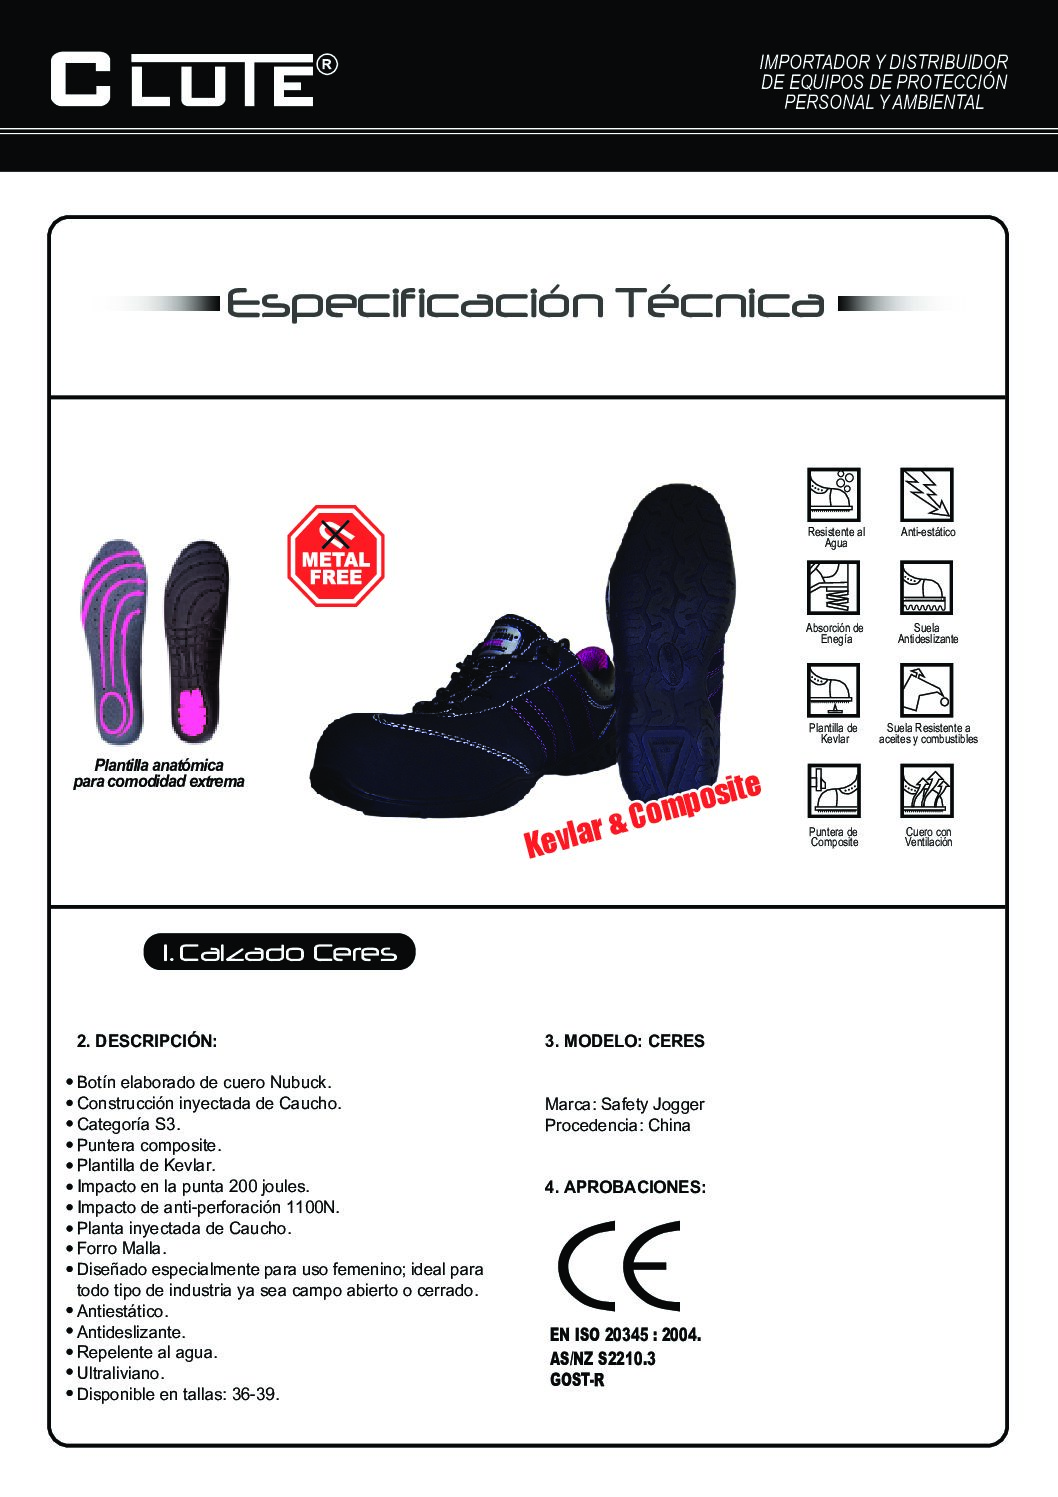 CLUTE®
IMPORTADOR Y DISTRIBUIDOR
DE EQUIPOS DE PROTECCIÓN
PERSONAL Y AMBIENTAL
Especificación Técnica
METAL
FREE
Plantilla anatómica
para comodidad extrema
Kevlar & Composite
Resistente al
Agua
Anti-estático
Absorción de
Enegía
Suela
Antideslizante
Plantilla de
Kevlar
Suela Resistente a
aceites y combustibles
Puntera de
Composite
Cuero con
Ventilación
1. Calzado Ceres
2. DESCRIPCIÓN:
• Botín elaborado de cuero Nubuck.
• Construcción inyectada de Caucho.
• Categoría S3.
• Puntera composite.
• Plantilla de Kevlar.
• Impacto en la punta 200 joules.
• Impacto de anti-perforación 1100N.
• Planta inyectada de Caucho.
• Forro Malla.
• Diseñado especialmente para uso femenino; ideal para
todo tipo de industria ya sea campo abierto o cerrado.
• Antiestático.
• Antideslizante.
• Repelente al agua.
• Ultraliviano.
• Disponible en tallas: 36-39.
3. MODELO: CERES
Marca: Safety Jogger
Procedencia: China
4. APROBACIONES:
CE
EN ISO 20345 : 2004.
AS/NZ S2210.3
GOST-R